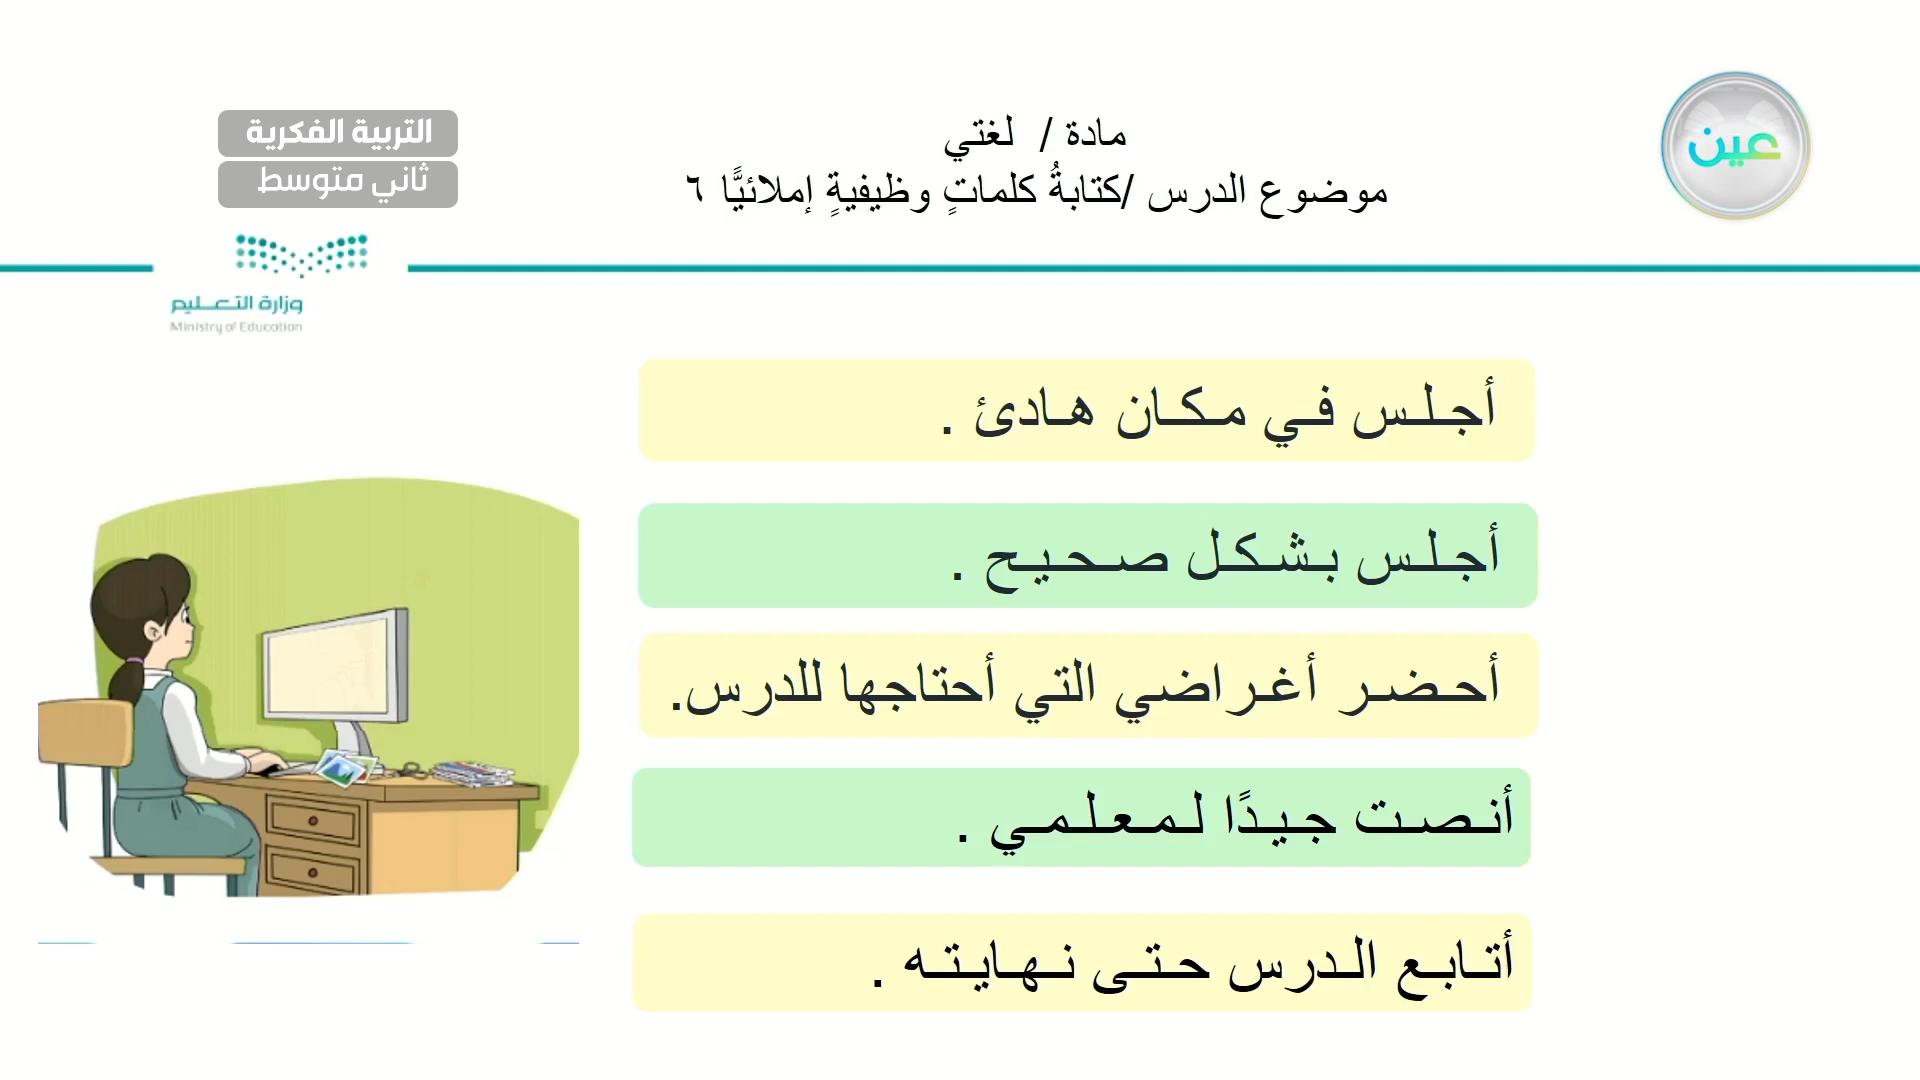 مادة / لغتي
موضوع الدرس /كتابةُ كلماتٍ وظيفيةٍ إملائيًّا ٦
عين
التربية الفكرية
ثاني متوسط
وزارة التعليم
Ministry of Education
أجلس في مكان هادئ .
أجلس بشكل صحيح .
أحضر أغراضي التي أحتاجها للدرس.
أنصت جيدًا لمعلمي .
أتابع الدرس حتى نهايته .